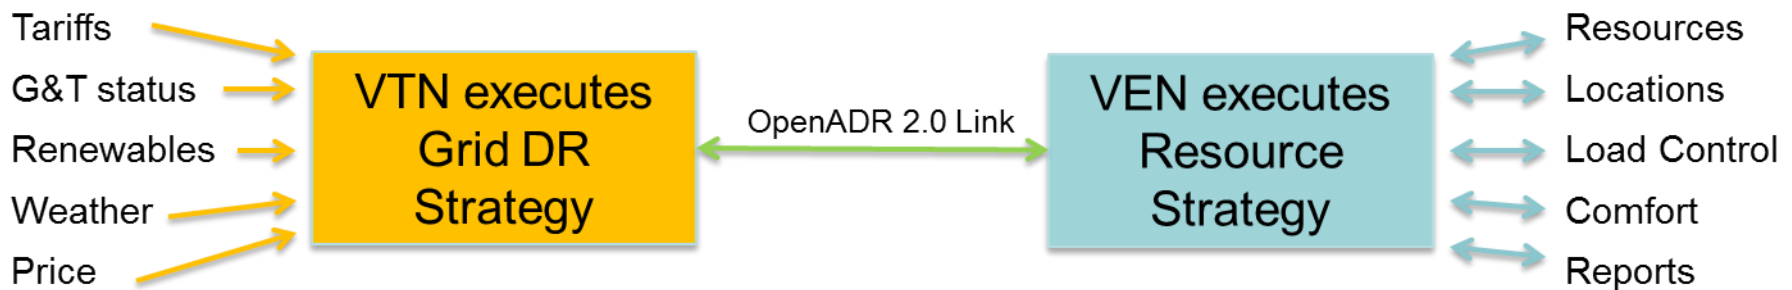 Tariffs
G&T status
Renewables
Weather
Price
VTN executes
Grid DR
Strategy
OpenADR 2.0 Link
VEN executes
Resource
Strategy
Resources
Locations
Load Control
Comfort
Reports